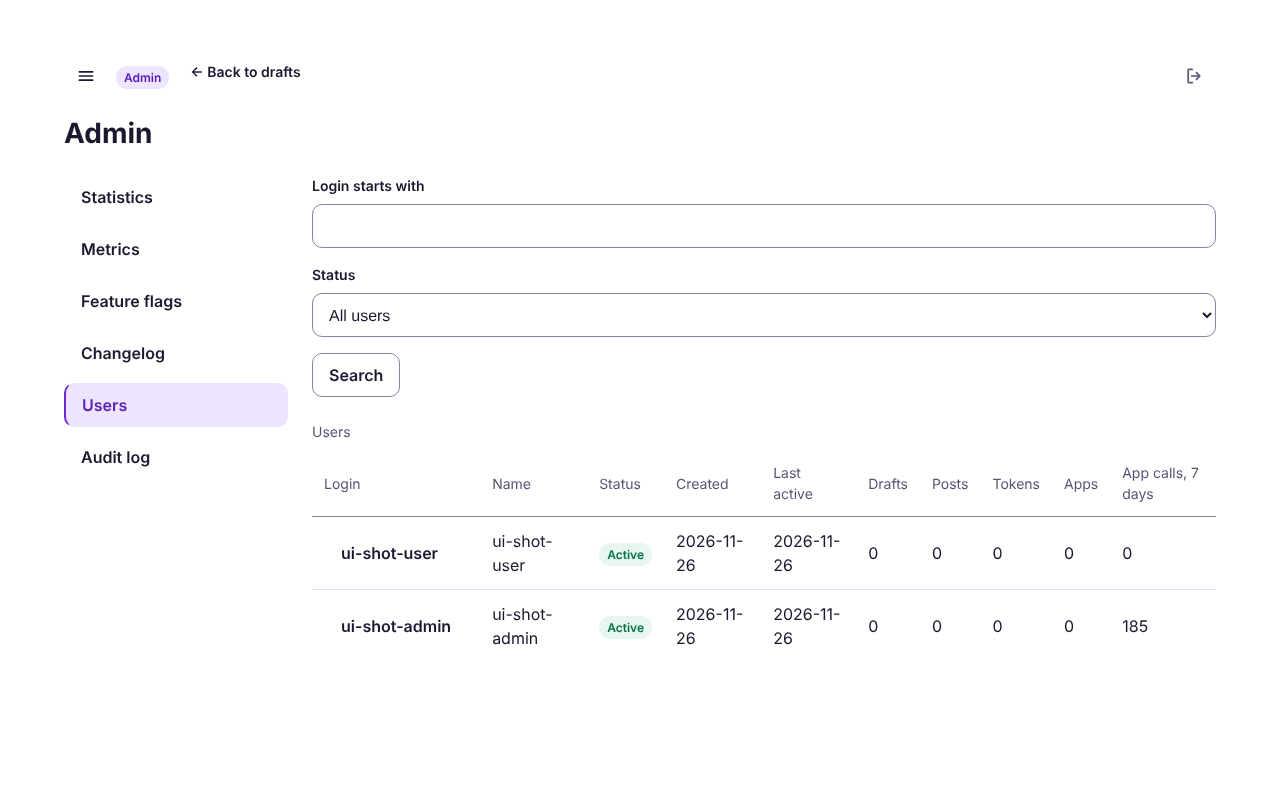 Admin
← Back to drafts
Admin
Statistics
Metrics
Feature flags
Changelog
Users
Audit log
Login starts with
Status
All users
Search
Users
Login Name Status Created Last active Drafts Posts Tokens Apps App calls, 7 days
ui-shot-user ui-shot-user Active 2026-11-26 2026-11-26 0 0 0 0 0
ui-shot-admin ui-shot-admin Active 2026-11-26 2026-11-26 0 0 0 0 185